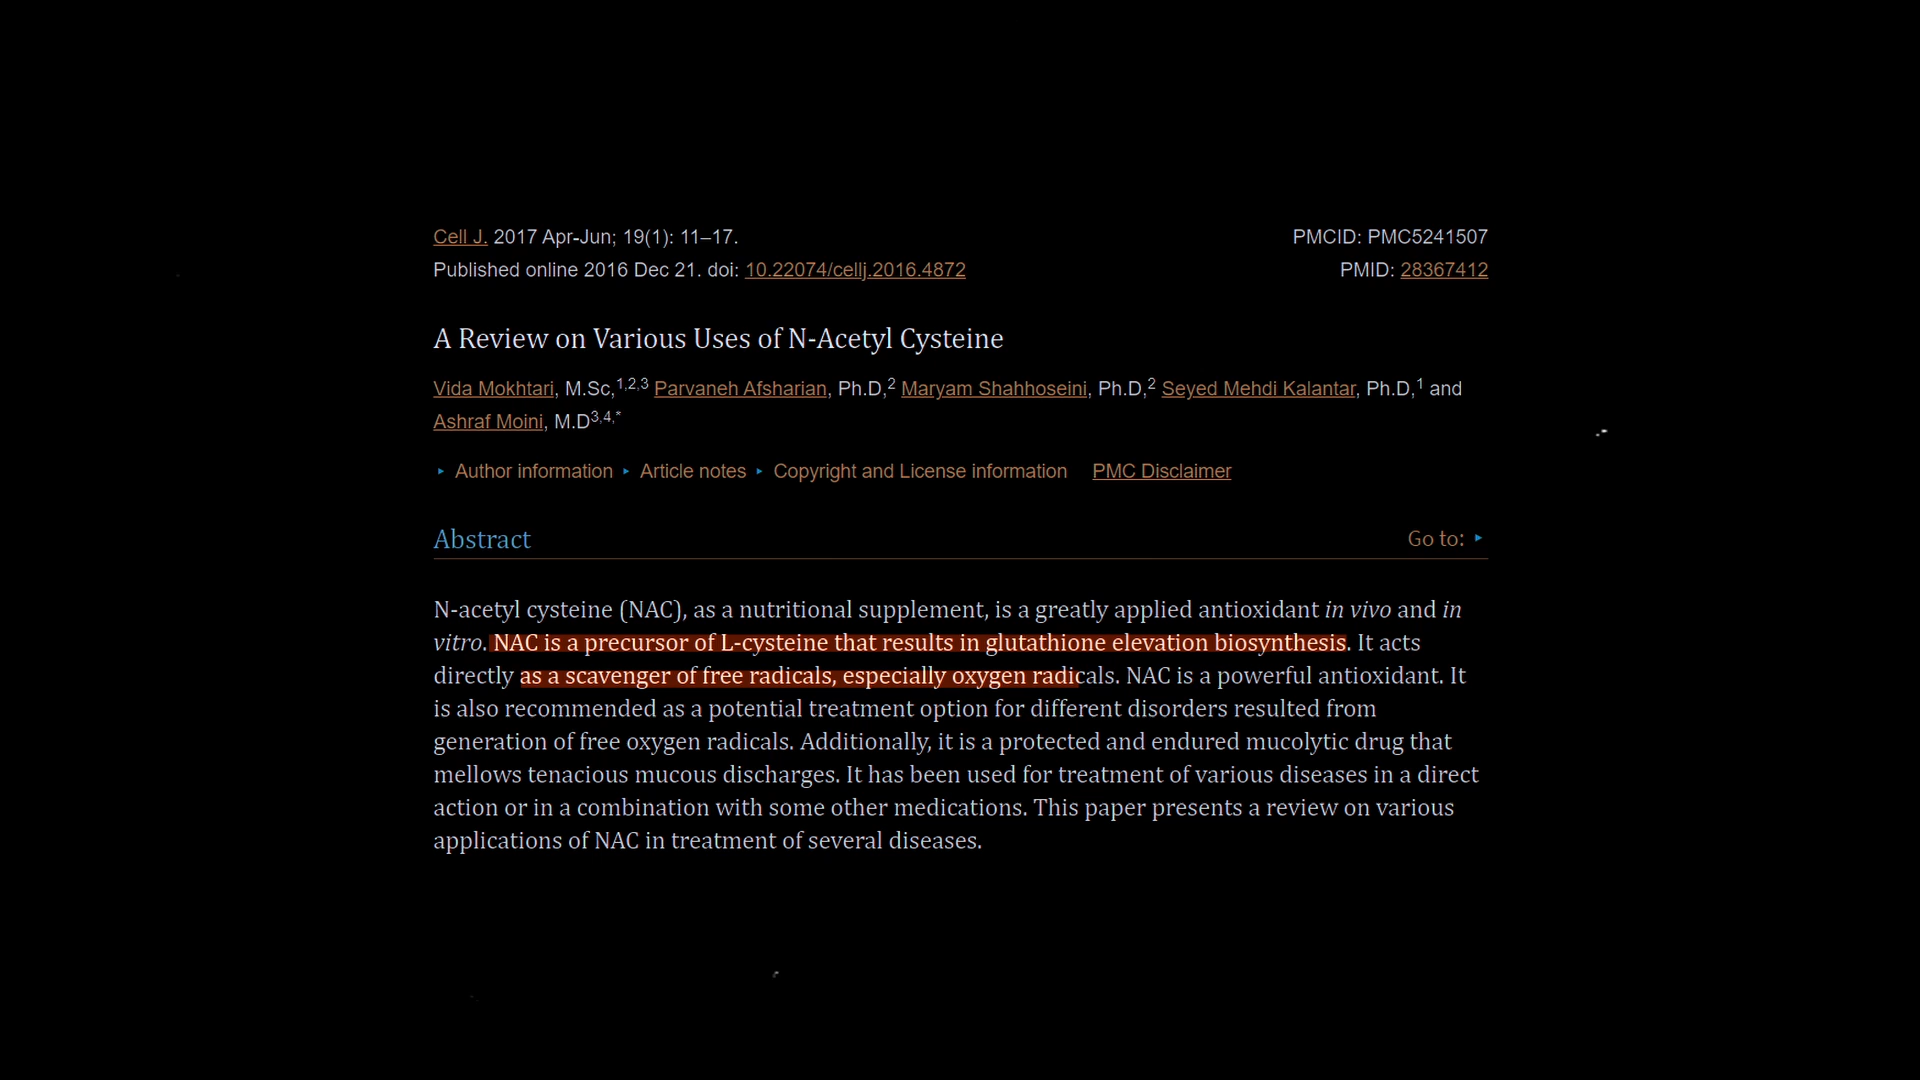 Cell J. 2017 Apr-Jun; 19(1): 11–17.
PMCID: PMC5241507
Published online 2016 Dec 21. doi: 10.22074/cellj.2016.4872
PMID: 28367412
A Review on Various Uses of N-Acetyl Cysteine
Vida Mokhtari, M.Sc,1,2,3 Parvaneh Afsharian, Ph.D,2 Maryam Shahhoseini, Ph.D,2 Seyed Mehdi Kalantar, Ph.D,1 and
Ashraf Moini, M.D3,4,*
▸ Author information ▸ Article notes ▸ Copyright and License information PMC Disclaimer
Abstract
Go to: ▸
N-acetyl cysteine (NAC), as a nutritional supplement, is a greatly applied antioxidant in vivo and in
vitro. NAC is a precursor of L-cysteine that results in glutathione elevation biosynthesis. It acts
directly as a scavenger of free radicals, especially oxygen radicals. NAC is a powerful antioxidant. It
is also recommended as a potential treatment option for different disorders resulted from
generation of free oxygen radicals. Additionally, it is a protected and endured mucolytic drug that
mellows tenacious mucous discharges. It has been used for treatment of various diseases in a direct
action or in a combination with some other medications. This paper presents a review on various
applications of NAC in treatment of several diseases.